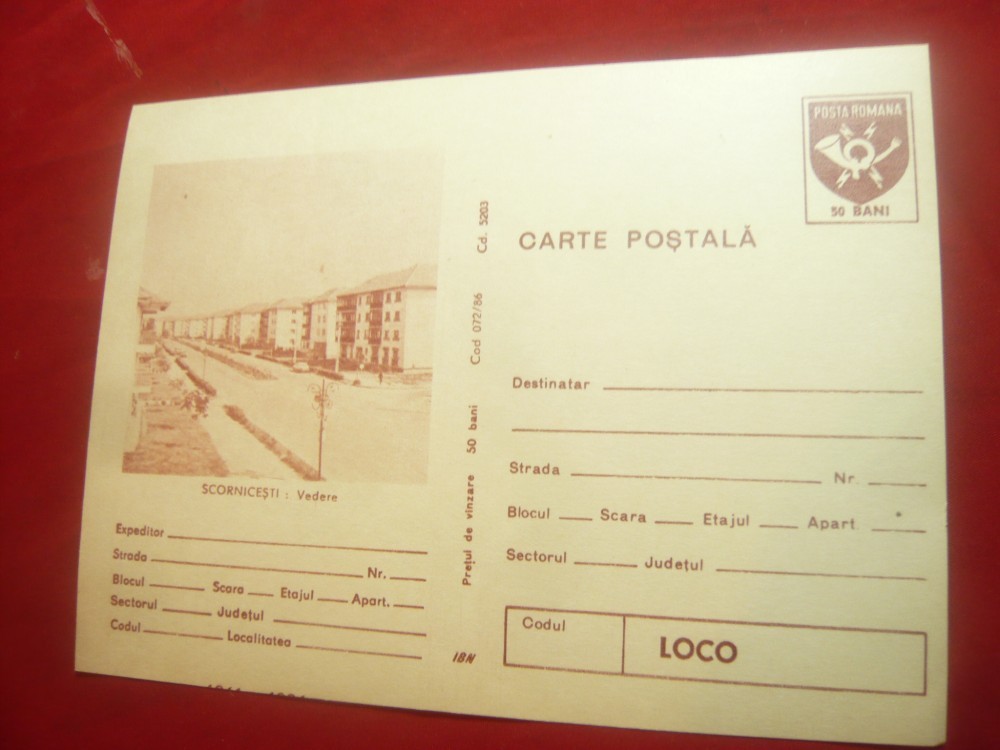 POSTA ROMANA
50 BANI
CARTE POȘTALĂ
SCORNICEȘTI : Vedere
Expeditor
Strada Nr.
Blocul Scara Etajul Apart.
Sectorul Județul
Codul Localitatea
Prețul de vînzare 50 bani Cod 072/86 Cd. 5203
IBN
Destinatar
Strada Nr.
Blocul Scara Etajul Apart
Sectorul Județul
Codul
LOCO